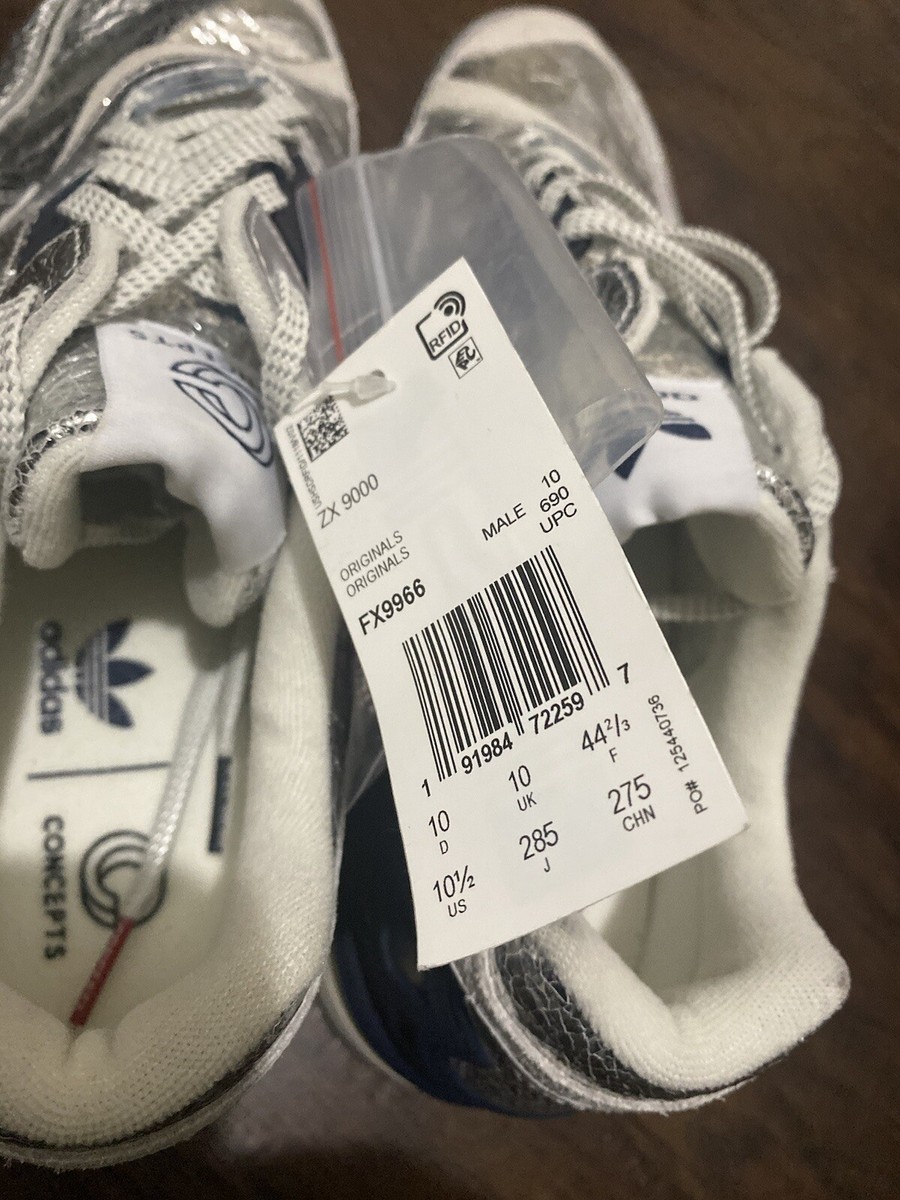 RFID
ZX 9000
ORIGINALS
ORIGINALS
FX9966
MALE
10
690
UPC
1 91984 72259 7
10
D
10
UK
44 2/3
F
10½
US
285
J
275
CHN
PO# 125440736
CEPTS
adidas
CONCEPTS